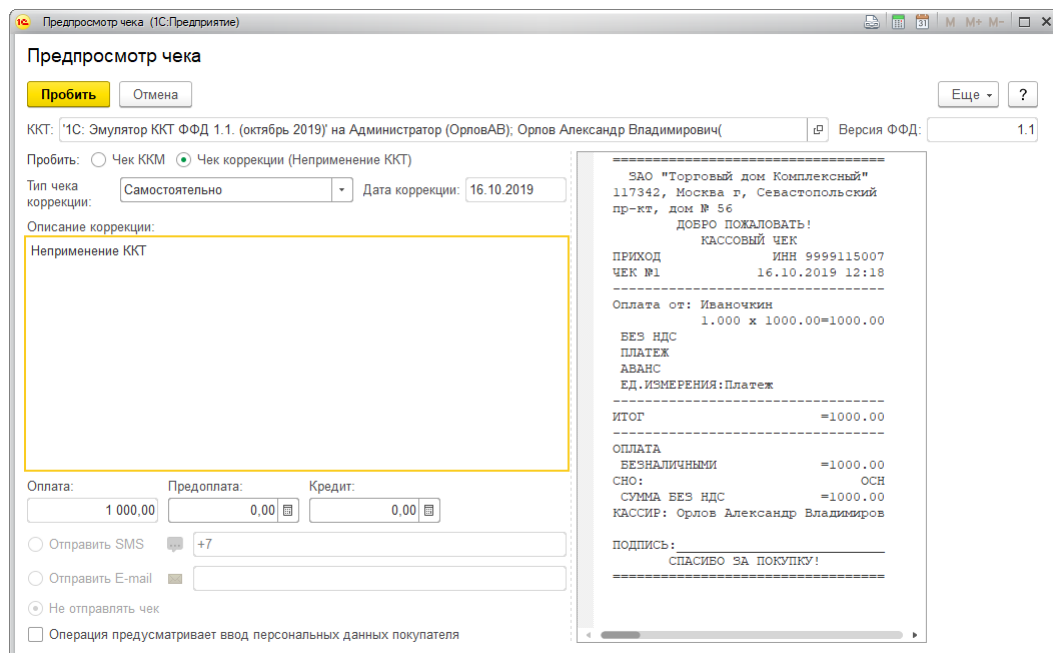 Предпросмотр чека (1С:Предприятие)
M M+ M-
Предпросмотр чека
Пробить Отмена Еще ?
ККТ: '1С: Эмулятор ККТ ФФД 1.1. (октябрь 2019)' на Администратор (ОрловАВ); Орлов Александр Владимирович( Версия ФФД: 1.1
Пробить: Чек ККМ Чек коррекции (Неприменение ККТ)
Тип чека коррекции: Самостоятельно Дата коррекции: 16.10.2019
Описание коррекции:
Неприменение ККТ
Оплата: Предоплата: Кредит:
1 000,00 0,00 0,00
Отправить SMS +7
Отправить E-mail
Не отправлять чек
Операция предусматривает ввод персональных данных покупателя
==================================
ЗАО "Торговый дом Комплексный"
117342, Москва г, Севастопольский
пр-кт, дом № 56
ДОБРО ПОЖАЛОВАТЬ!
КАССОВЫЙ ЧЕК
ПРИХОД ИНН 9999115007
ЧЕК №1 16.10.2019 12:18
----------------------------------
Оплата от: Иваночкин
1.000 x 1000.00=1000.00
БЕЗ НДС
ПЛАТЕЖ
АВАНС
ЕД.ИЗМЕРЕНИЯ:Платеж
----------------------------------
ИТОГ =1000.00
----------------------------------
ОПЛАТА
БЕЗНАЛИЧНЫМИ =1000.00
СНО: ОСН
СУММА БЕЗ НДС =1000.00
КАССИР: Орлов Александр Владимиров
ПОДПИСЬ:__________________________
СПАСИБО ЗА ПОКУПКУ!
==================================